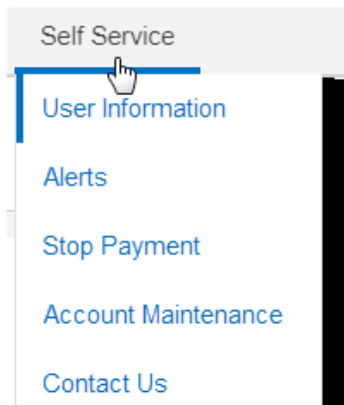 Self Service
User Information
Alerts
Stop Payment
Account Maintenance
Contact Us